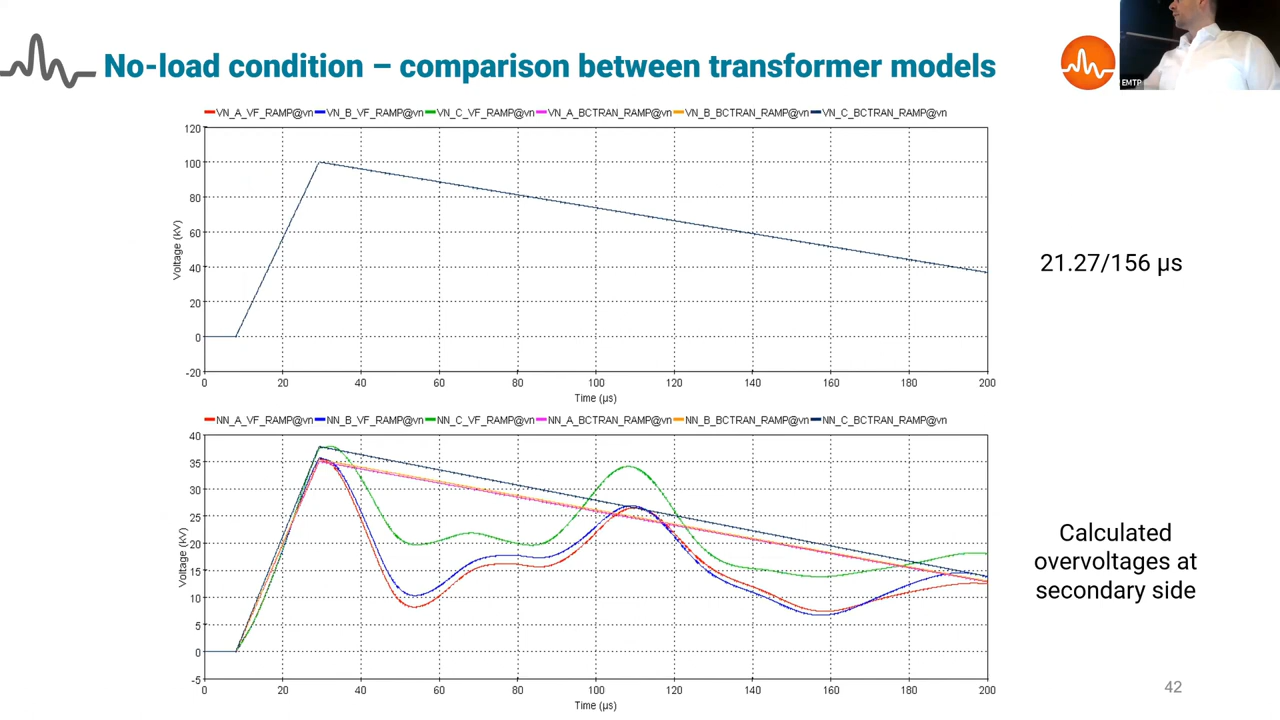 No-load condition – comparison between transformer models
EMTP
VN_A_VF_RAMP@vn VN_B_VF_RAMP@vn VN_C_VF_RAMP@vn VN_A_BCTRAN_RAMP@vn VN_B_BCTRAN_RAMP@vn VN_C_BCTRAN_RAMP@vn
120
100
80
60
40
20
0
-20
Voltage (KV)
0 20 40 60 80 100 120 140 160 180 200
Time (µs)
21.27/156 µs
NN_A_VF_RAMP@vn NN_B_VF_RAMP@vn NN_C_VF_RAMP@vn NN_A_BCTRAN_RAMP@vn NN_B_BCTRAN_RAMP@vn NN_C_BCTRAN_RAMP@vn
40
35
30
25
20
15
10
5
0
-5
Voltage (KV)
0 20 40 60 80 100 120 140 160 180 200
Time (µs)
Calculated
overvoltages at
secondary side
42